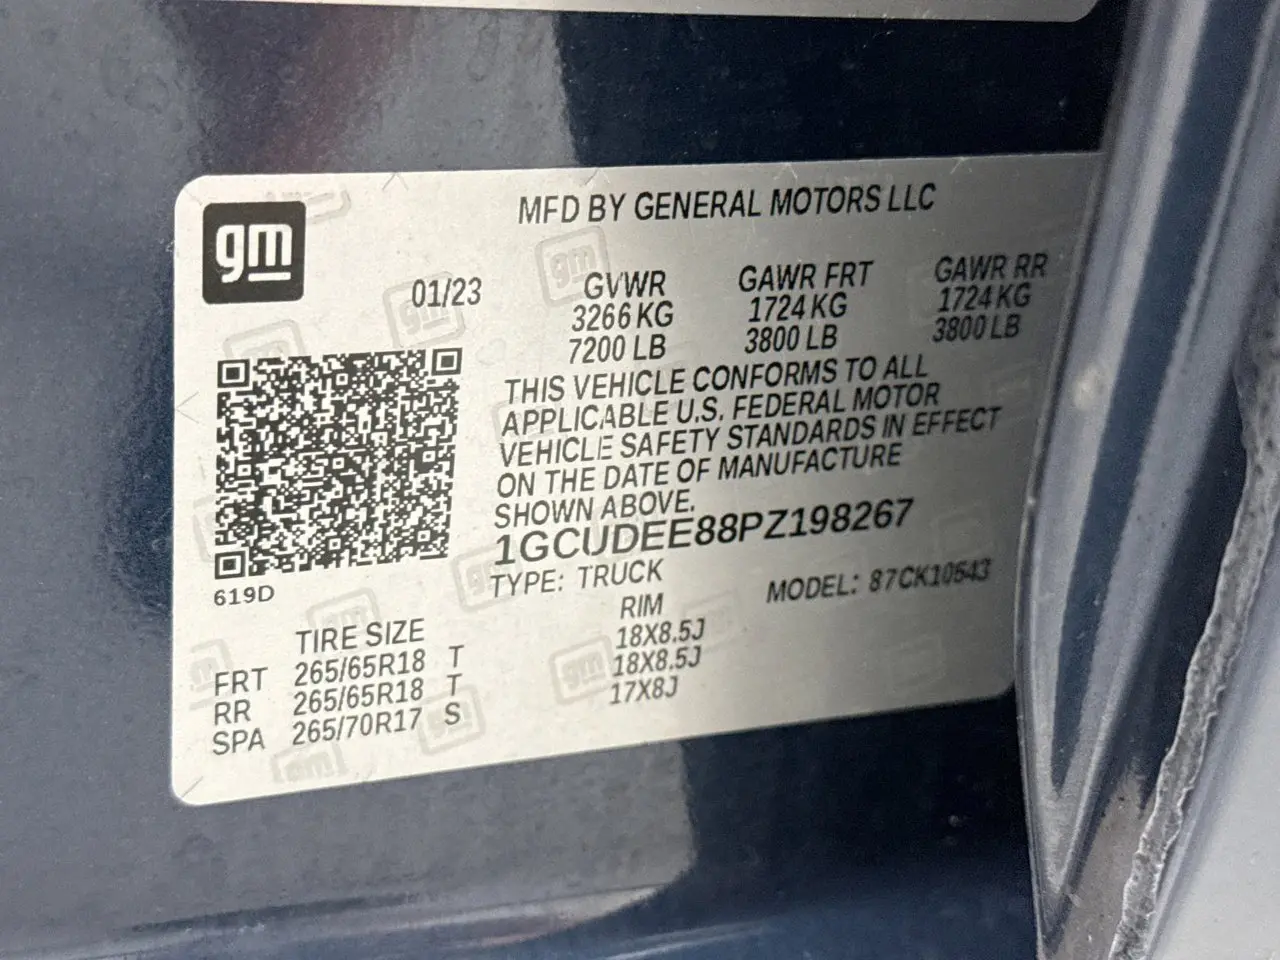 gm
MFD BY GENERAL MOTORS LLC
01/23
GVWR GAWR FRT GAWR RR
3266 KG 1724 KG 1724 KG
7200 LB 3800 LB 3800 LB
THIS VEHICLE CONFORMS TO ALL
APPLICABLE U.S. FEDERAL MOTOR
VEHICLE SAFETY STANDARDS IN EFFECT
ON THE DATE OF MANUFACTURE
SHOWN ABOVE.
1GCUDEE88PZ198267
TYPE: TRUCK MODEL: 87CK10543
619D
TIRE SIZE RIM
FRT 265/65R18 T 18X8.5J
RR 265/65R18 T 18X8.5J
SPA 265/70R17 S 17X8J